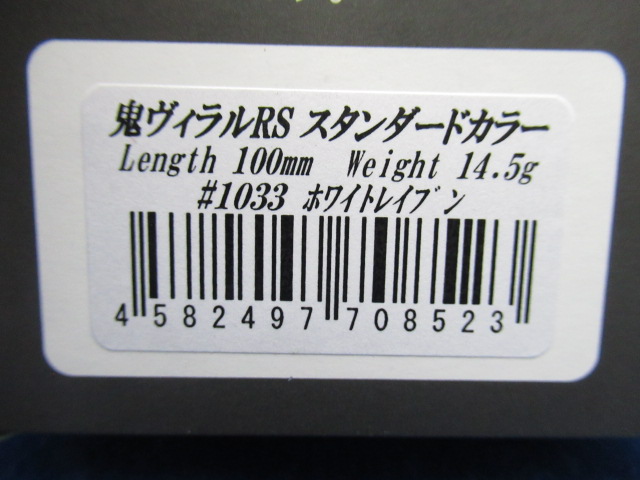 鬼ヴィラルRS スタンダードカラー
Length 100mm Weight 14.5g
#1033 ﾎﾜｲﾄﾚｲﾌﾞﾝ
4 582497 708523